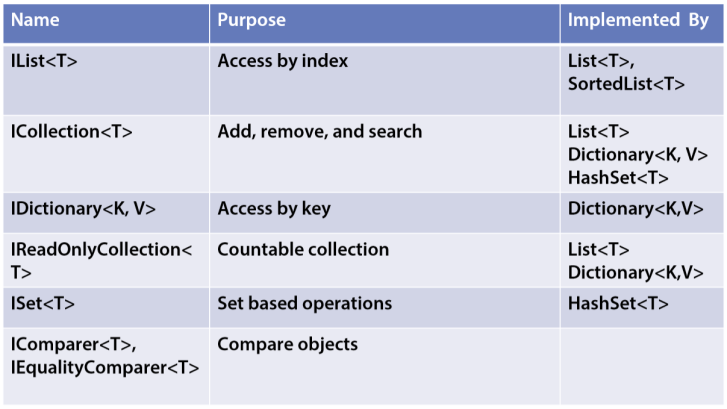 Name Purpose Implemented By
IList<T> Access by index List<T>,
SortedList<T>
ICollection<T> Add, remove, and search List<T>
Dictionary<K, V>
HashSet<T>
IDictionary<K, V> Access by key Dictionary<K,V>
IReadOnlyCollection< Countable collection List<T>
T> Dictionary<K,V>
ISet<T> Set based operations HashSet<T>
IComparer<T>, Compare objects
IEqualityComparer<T>